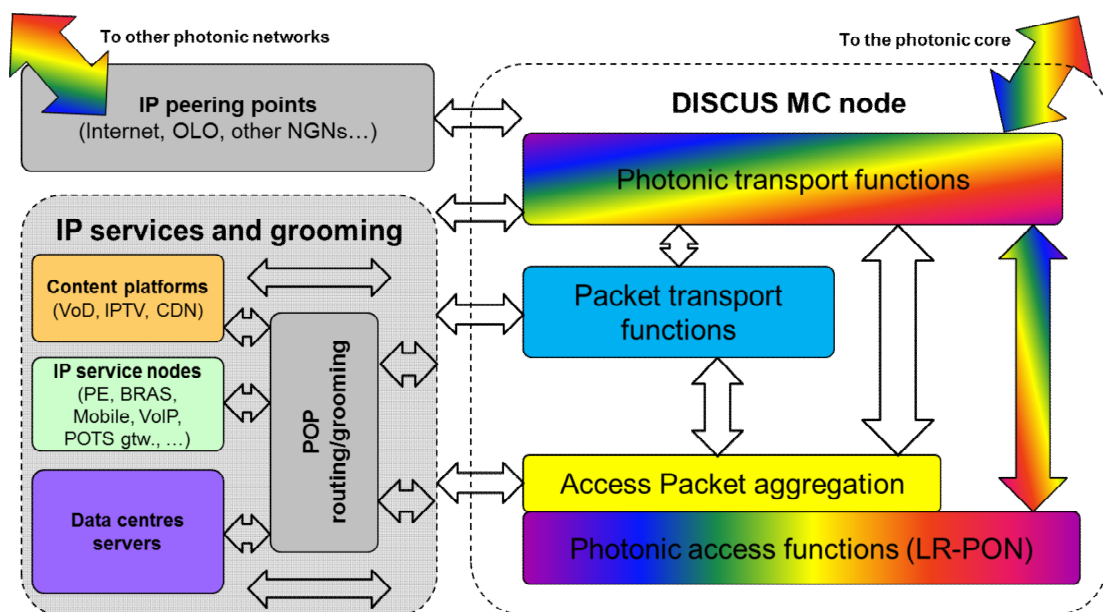 To other photonic networks
IP peering points
(Internet, OLO, other NGNs…)
To the photonic core
DISCUS MC node
Photonic transport functions
IP services and grooming
Content platforms
(VoD, IPTV, CDN)
IP service nodes
(PE, BRAS,
Mobile, VoIP,
POTS gtw., …)
Data centres
servers
POP
routing/grooming
Packet transport
functions
Access Packet aggregation
Photonic access functions (LR-PON)